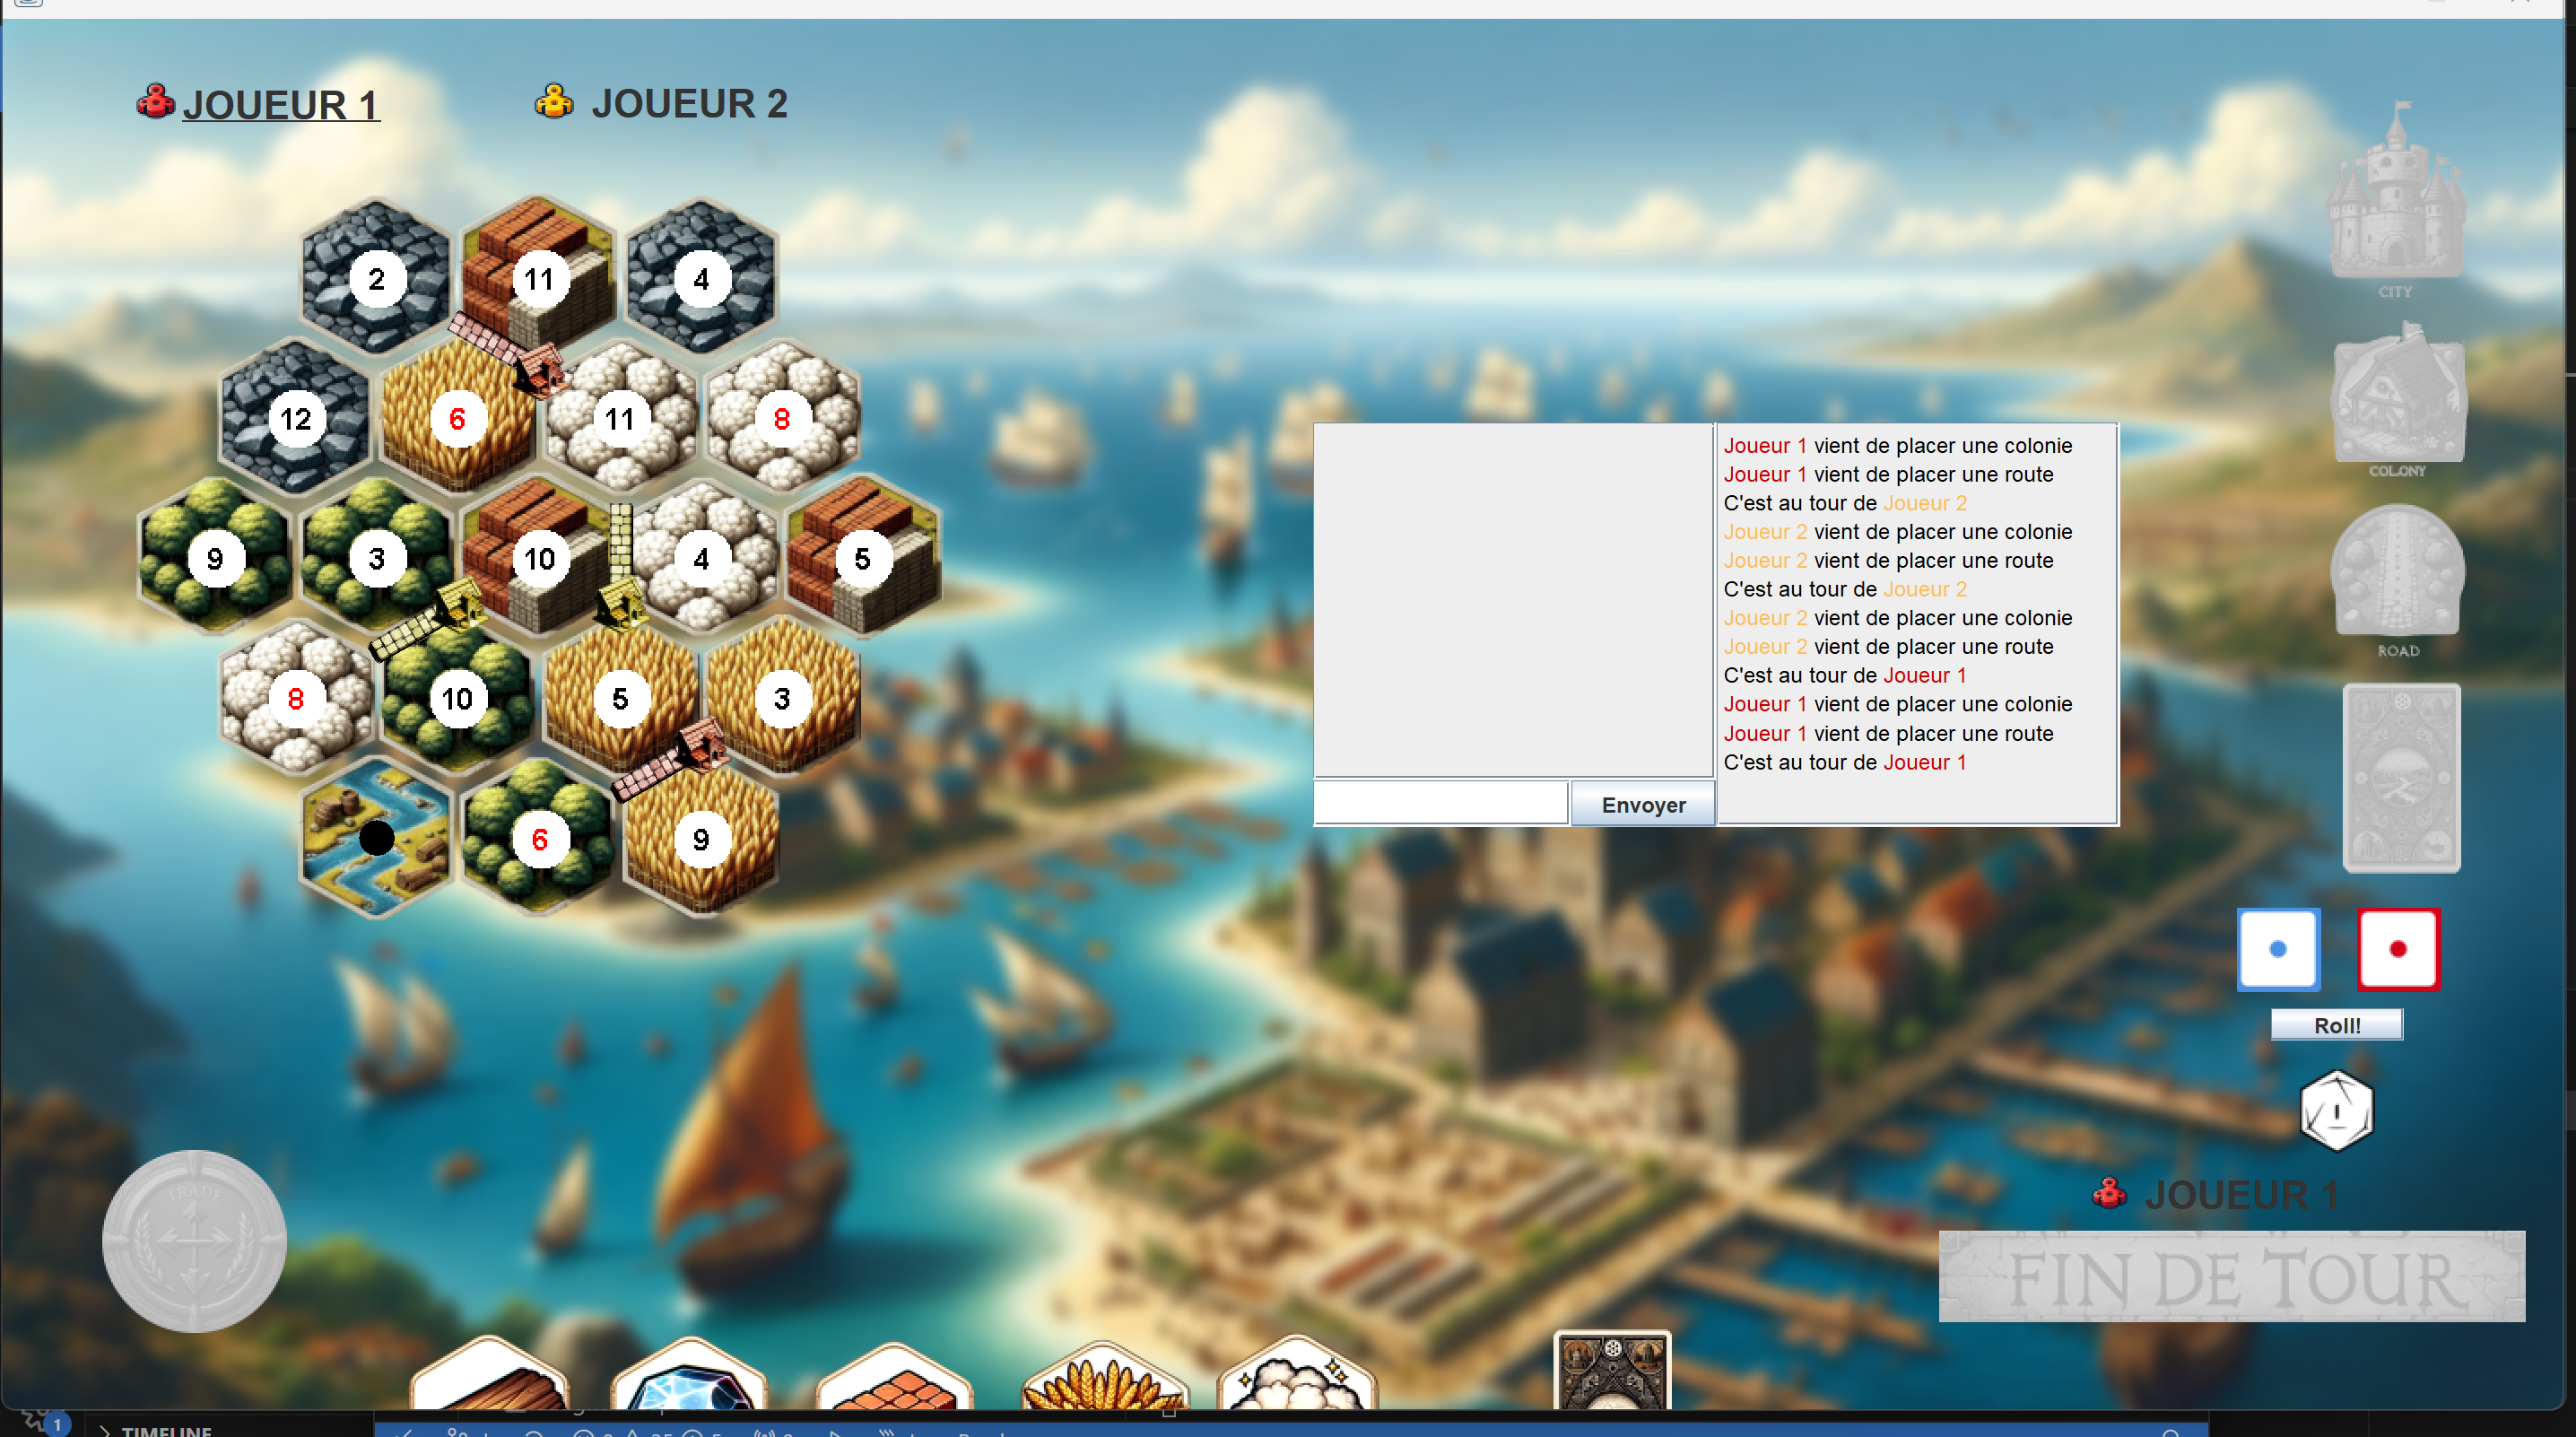 JOUEUR 1
JOUEUR 2
CITY
COLONY
ROAD
2
11
4
12
6
11
8
9
3
10
4
5
8
10
5
3
6
9
Joueur 1 vient de placer une colonie
Joueur 1 vient de placer une route
C'est au tour de Joueur 2
Joueur 2 vient de placer une colonie
Joueur 2 vient de placer une route
C'est au tour de Joueur 2
Joueur 2 vient de placer une colonie
Joueur 2 vient de placer une route
C'est au tour de Joueur 1
Joueur 1 vient de placer une colonie
Joueur 1 vient de placer une route
C'est au tour de Joueur 1
Envoyer
Roll!
TRADE
JOUEUR 1
FIN DE TOUR
1
TIMELINE